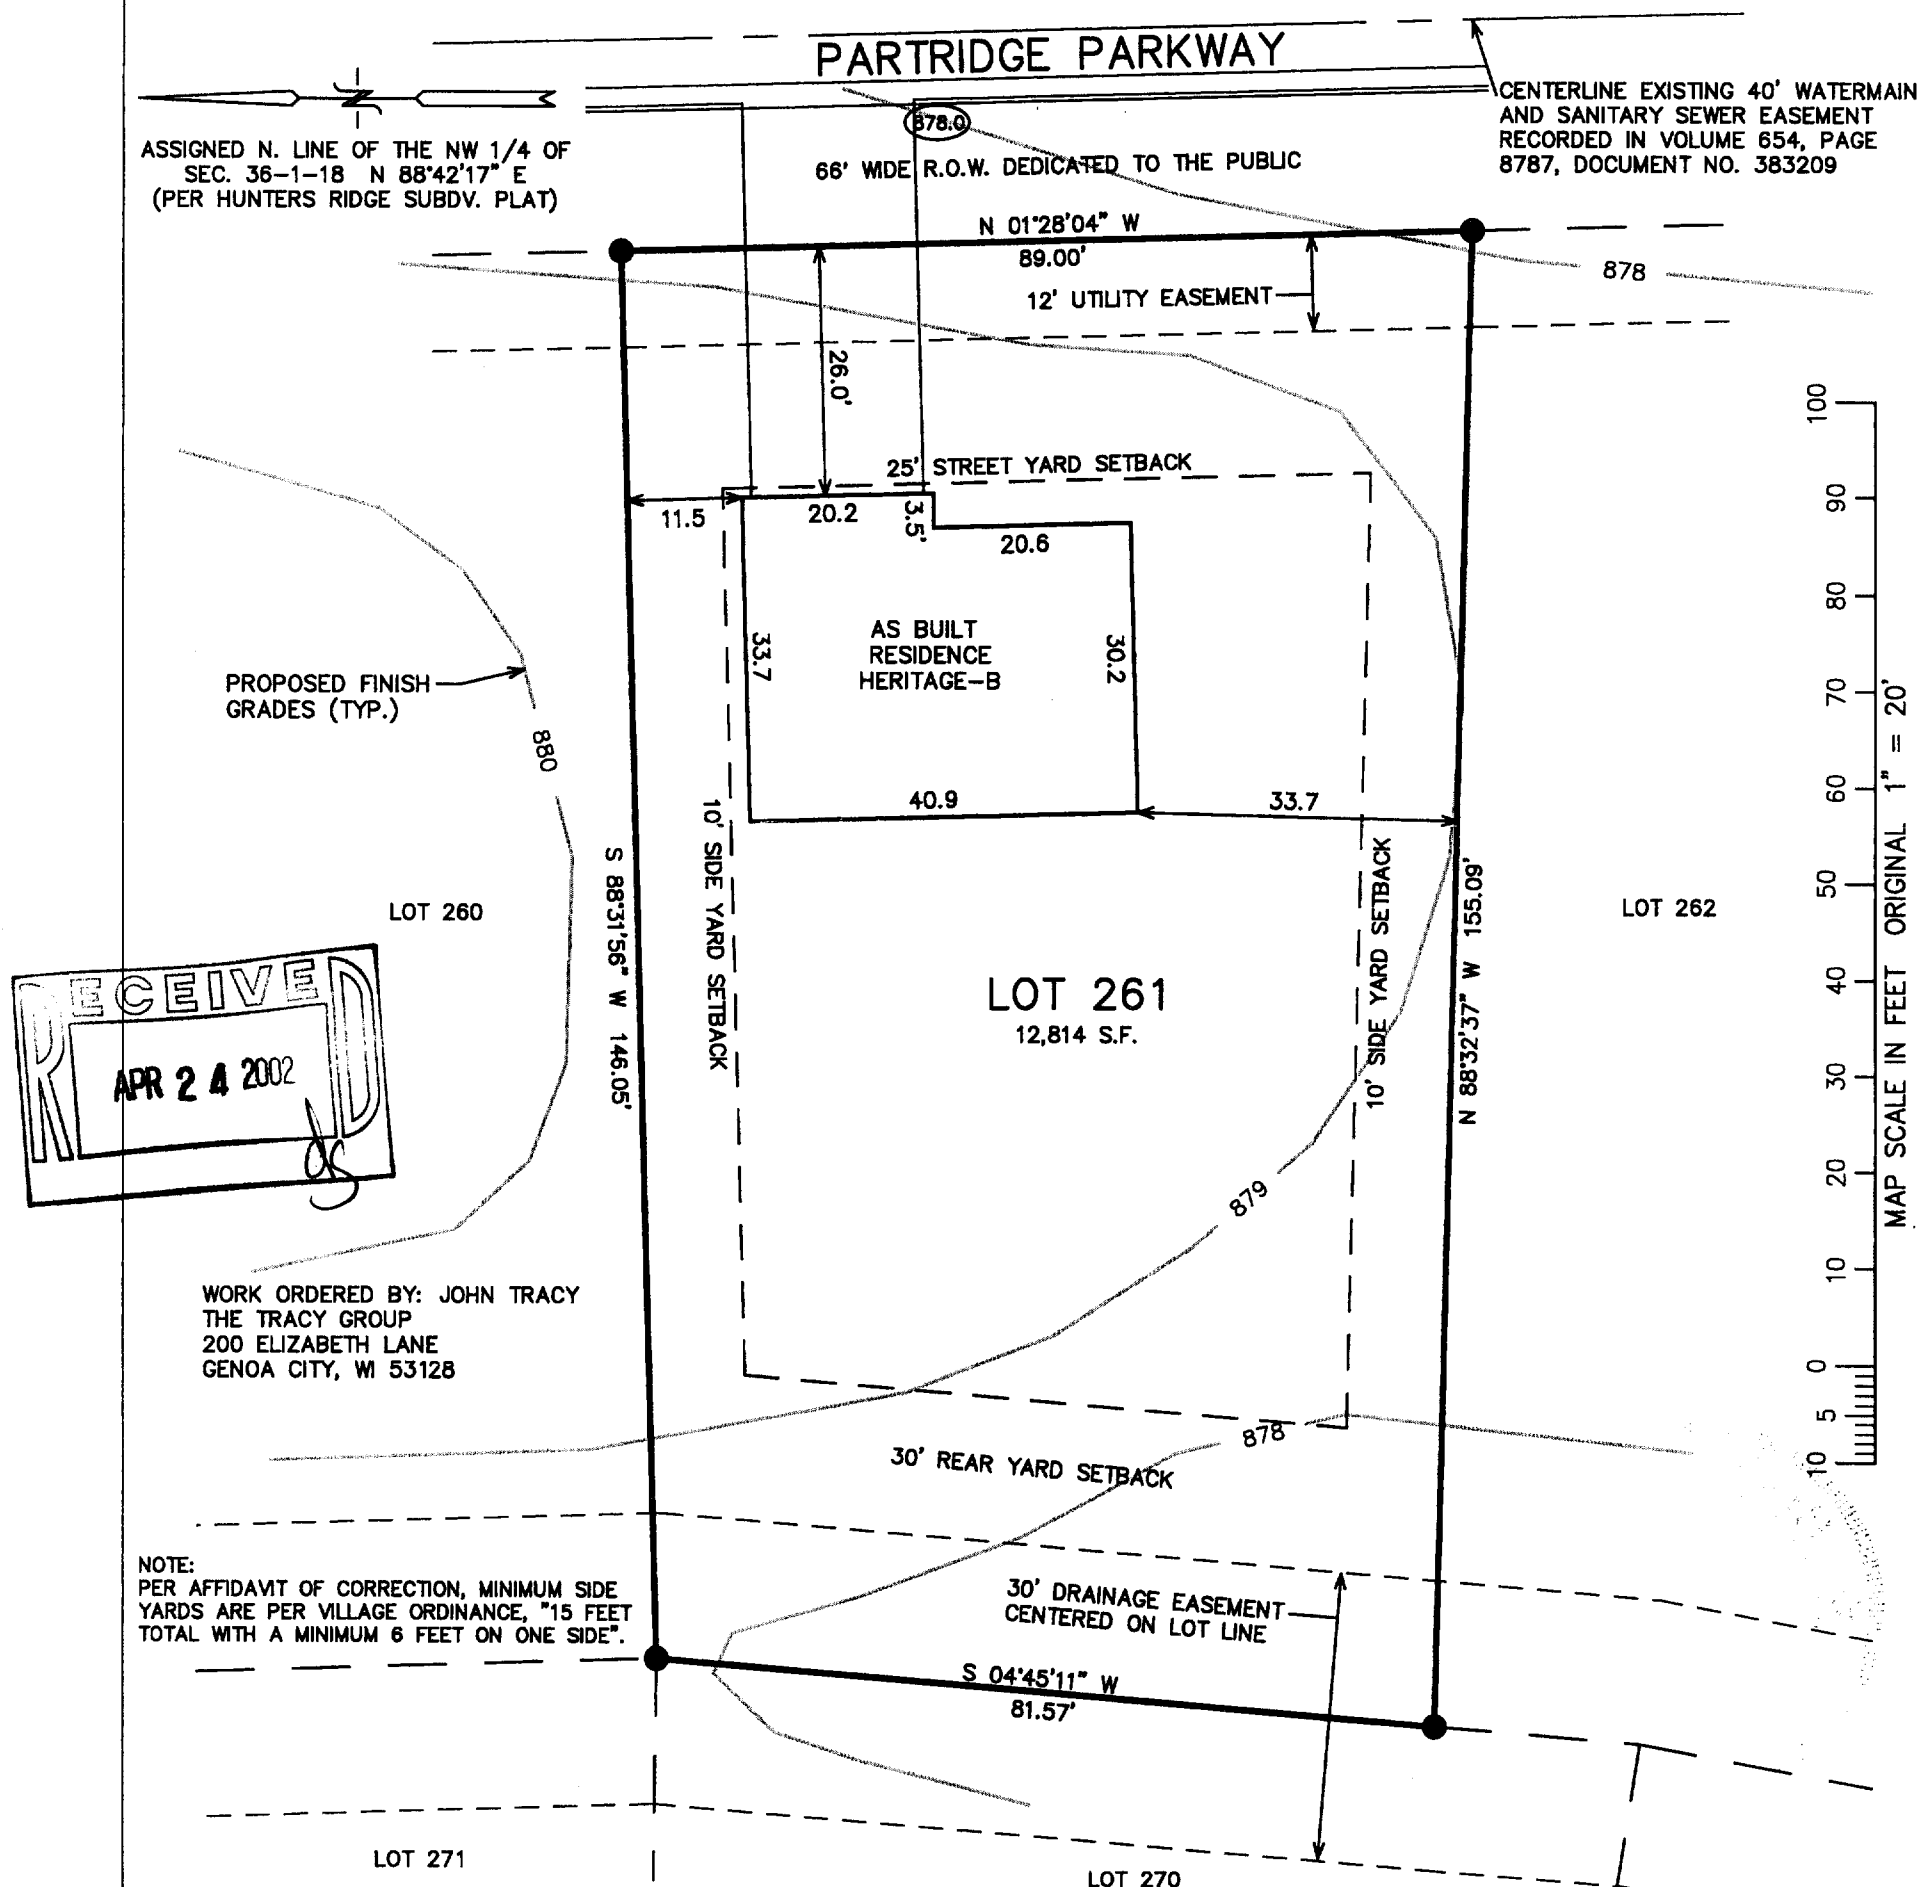 PARTRIDGE PARKWAY
CENTERLINE EXISTING 40' WATERMAIN
AND SANITARY SEWER EASEMENT
RECORDED IN VOLUME 654, PAGE
8787, DOCUMENT NO. 383209
ASSIGNED N. LINE OF THE NW 1/4 OF
SEC. 36-1-18 N 88°42'17" E
(PER HUNTERS RIDGE SUBDV. PLAT)
878.0
66' WIDE R.O.W. DEDICATED TO THE PUBLIC
N 01°28'04" W
89.00'
878
12' UTILITY EASEMENT
26.0'
25' STREET YARD SETBACK
11.5
20.2
3.5'
20.6
AS BUILT
RESIDENCE
HERITAGE-B
33.7
30.2
PROPOSED FINISH
GRADES (TYP.)
880
40.9
33.7
10' SIDE YARD SETBACK
10' SIDE YARD SETBACK
S 88°31'56" W 146.05'
N 88°32'37" W 155.09'
LOT 260
LOT 262
LOT 261
12,814 S.F.
RECEIVED
APR 24 2002
879
WORK ORDERED BY: JOHN TRACY
THE TRACY GROUP
200 ELIZABETH LANE
GENOA CITY, WI 53128
878
30' REAR YARD SETBACK
NOTE:
PER AFFIDAVIT OF CORRECTION, MINIMUM SIDE
YARDS ARE PER VILLAGE ORDINANCE, "15 FEET
TOTAL WITH A MINIMUM 6 FEET ON ONE SIDE".
30' DRAINAGE EASEMENT
CENTERED ON LOT LINE
S 04°45'11" W
81.57'
LOT 271
LOT 270
100
90
80
70
60
50
40
30
20
10
0
5
10
MAP SCALE IN FEET ORIGINAL 1" = 20'